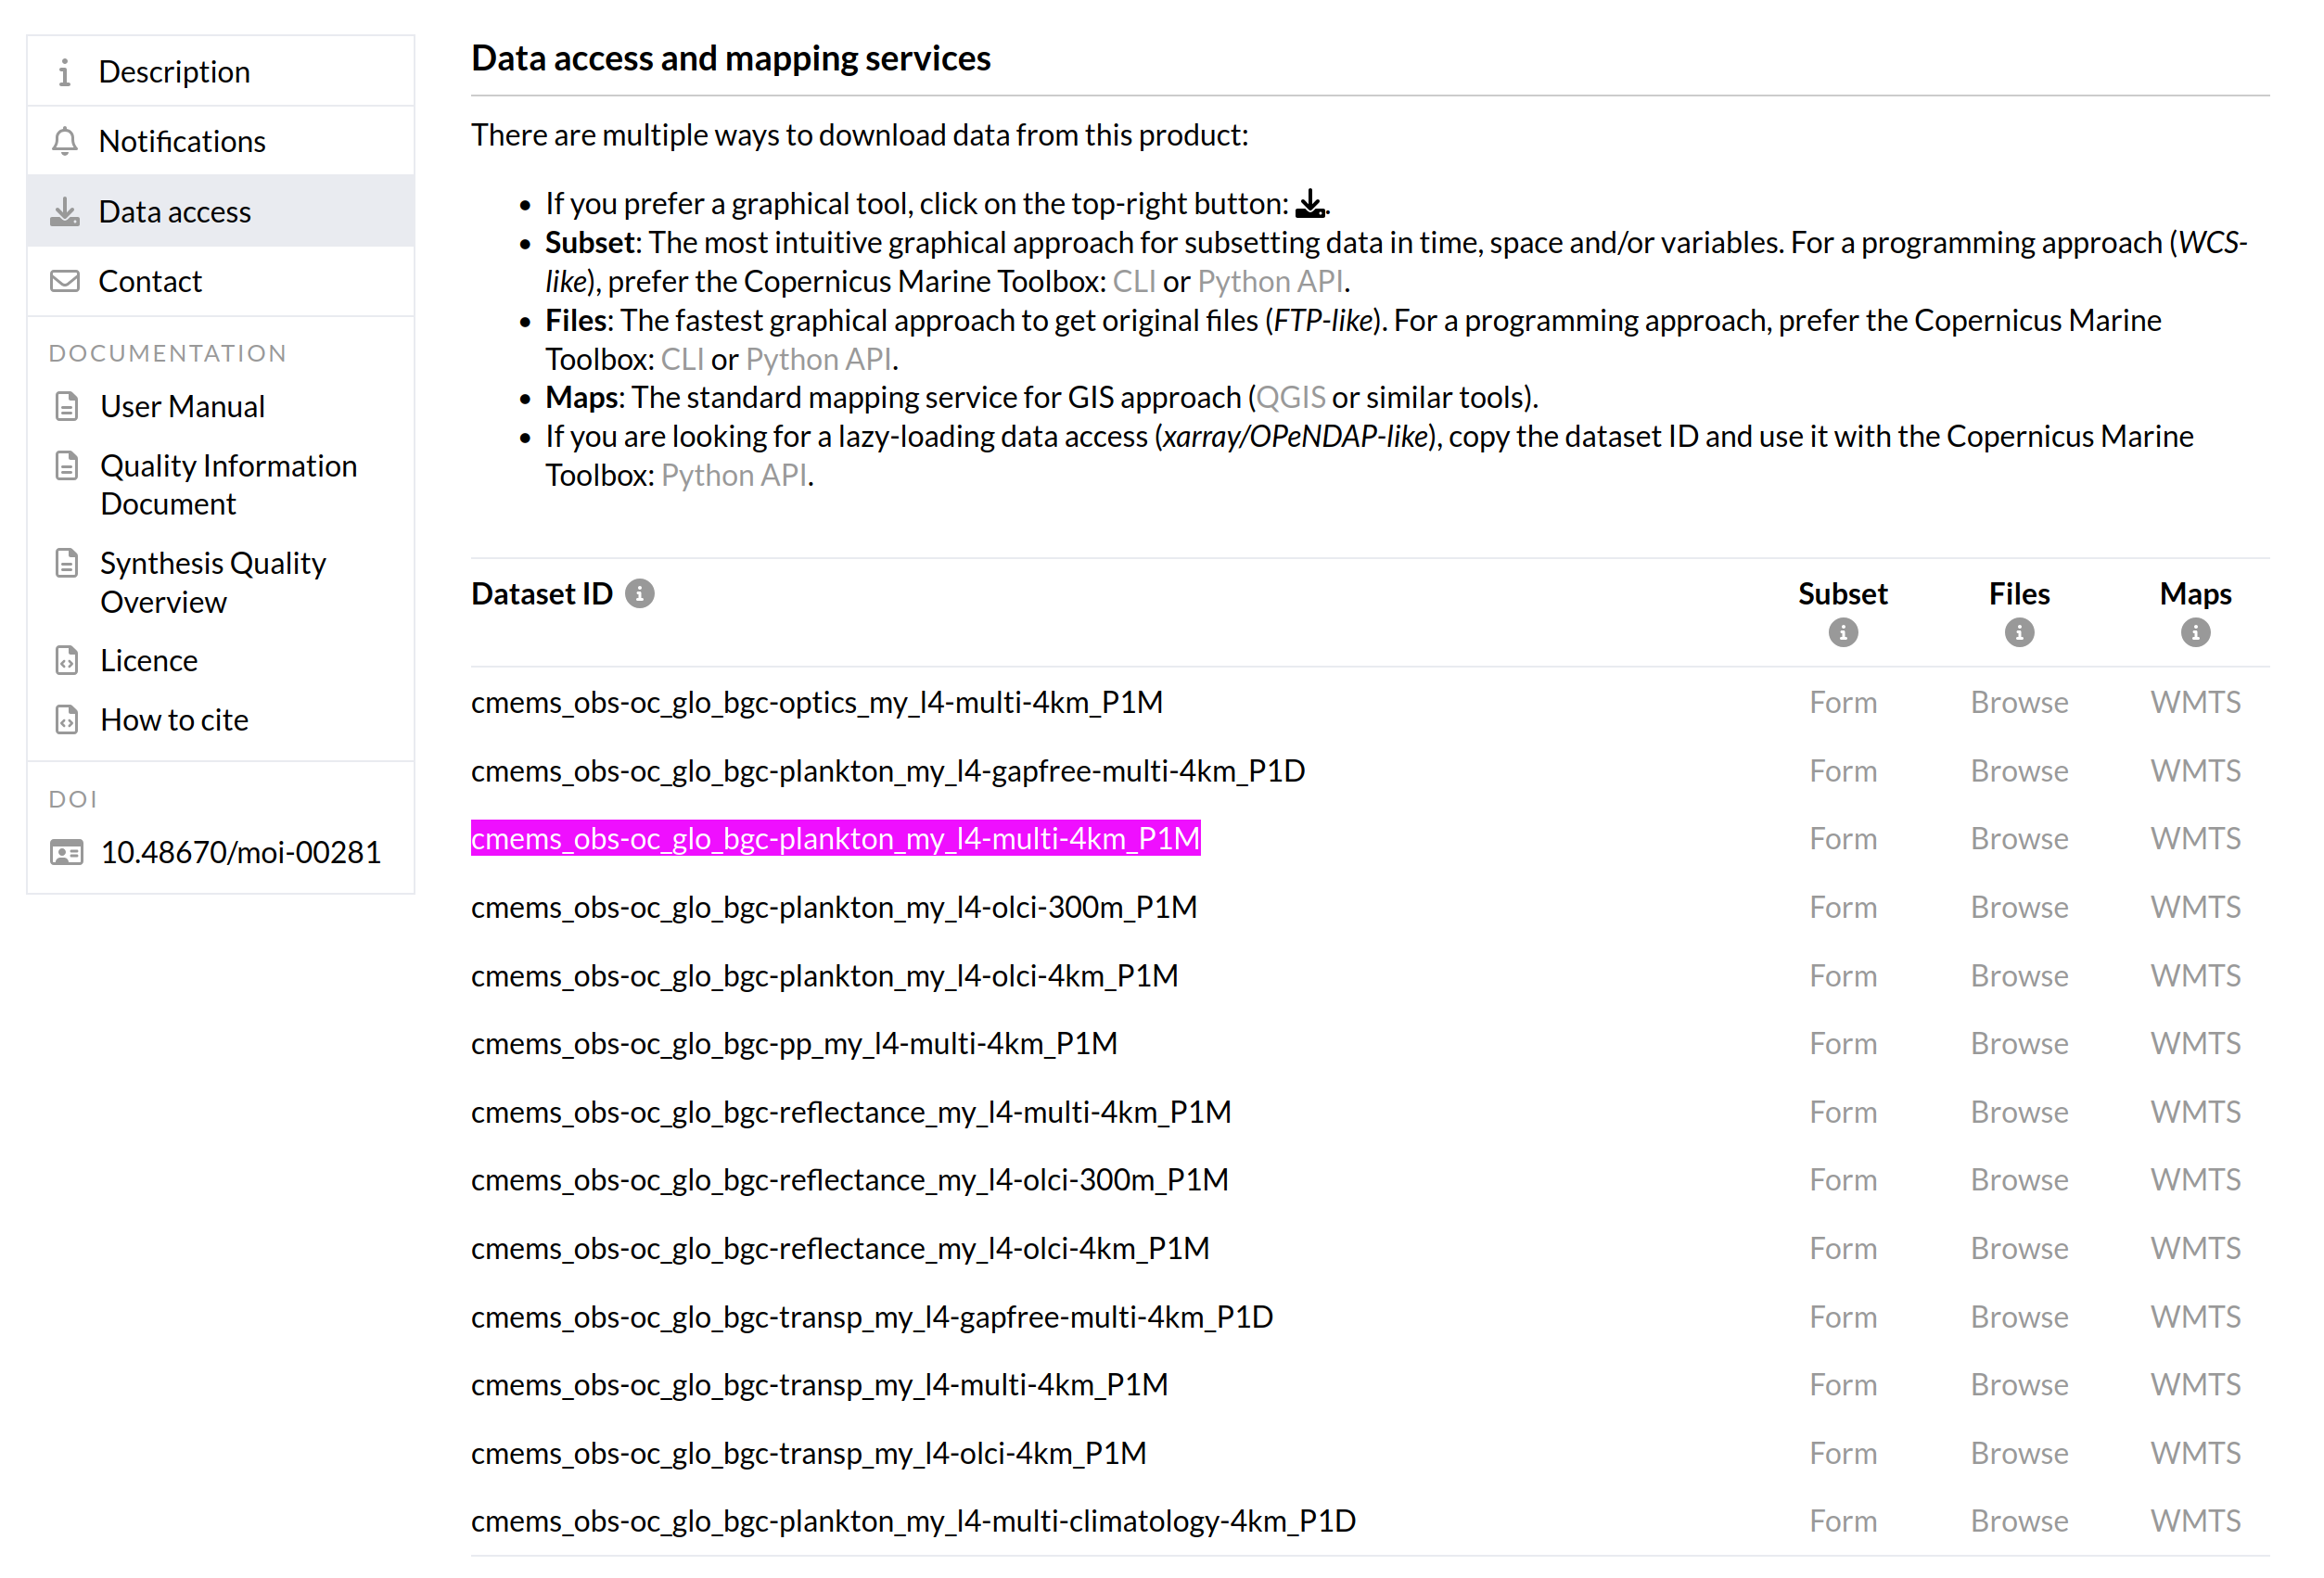 Description
Notifications
Data access
Contact
DOCUMENTATION
User Manual
Quality Information
Document
Synthesis Quality
Overview
Licence
How to cite
DOI
10.48670/moi-00281
Data access and mapping services
There are multiple ways to download data from this product:
• If you prefer a graphical tool, click on the top-right button: .
• Subset: The most intuitive graphical approach for subsetting data in time, space and/or variables. For a programming approach (WCS-
like), prefer the Copernicus Marine Toolbox: CLI or Python API.
• Files: The fastest graphical approach to get original files (FTP-like). For a programming approach, prefer the Copernicus Marine
Toolbox: CLI or Python API.
• Maps: The standard mapping service for GIS approach (QGIS or similar tools).
• If you are looking for a lazy-loading data access (xarray/OPeNDAP-like), copy the dataset ID and use it with the Copernicus Marine
Toolbox: Python API.
Dataset ID Subset Files Maps
cmems_obs-oc_glo_bgc-optics_my_l4-multi-4km_P1M Form Browse WMTS
cmems_obs-oc_glo_bgc-plankton_my_l4-gapfree-multi-4km_P1D Form Browse WMTS
cmems_obs-oc_glo_bgc-plankton_my_l4-multi-4km_P1M Form Browse WMTS
cmems_obs-oc_glo_bgc-plankton_my_l4-olci-300m_P1M Form Browse WMTS
cmems_obs-oc_glo_bgc-plankton_my_l4-olci-4km_P1M Form Browse WMTS
cmems_obs-oc_glo_bgc-pp_my_l4-multi-4km_P1M Form Browse WMTS
cmems_obs-oc_glo_bgc-reflectance_my_l4-multi-4km_P1M Form Browse WMTS
cmems_obs-oc_glo_bgc-reflectance_my_l4-olci-300m_P1M Form Browse WMTS
cmems_obs-oc_glo_bgc-reflectance_my_l4-olci-4km_P1M Form Browse WMTS
cmems_obs-oc_glo_bgc-transp_my_l4-gapfree-multi-4km_P1D Form Browse WMTS
cmems_obs-oc_glo_bgc-transp_my_l4-multi-4km_P1M Form Browse WMTS
cmems_obs-oc_glo_bgc-transp_my_l4-olci-4km_P1M Form Browse WMTS
cmems_obs-oc_glo_bgc-plankton_my_l4-multi-climatology-4km_P1D Form Browse WMTS